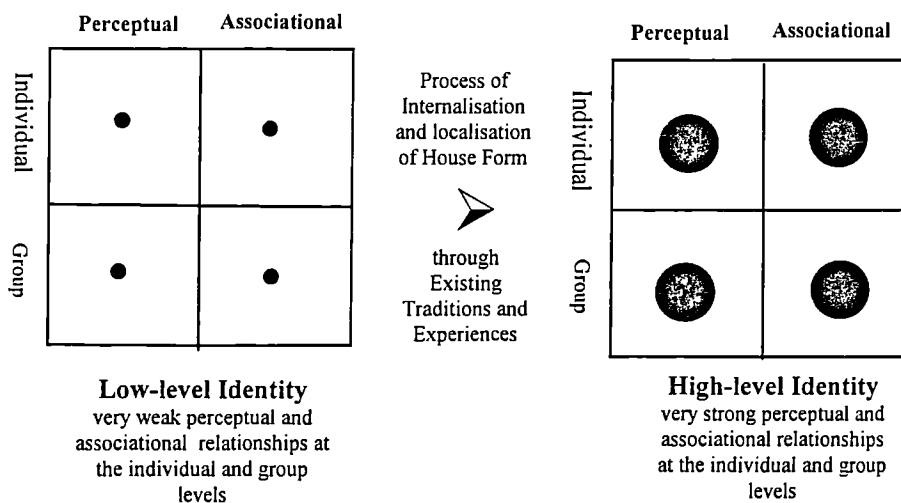 Perceptual Associational
Individual
Group
Low-level Identity
very weak perceptual and
associational relationships at
the individual and group
levels
Process of
Internalisation
and localisation
of House Form
through
Existing
Traditions and
Experiences
Perceptual Associational
Individual
Group
High-level Identity
very strong perceptual and
associational relationships
at the individual and group
levels